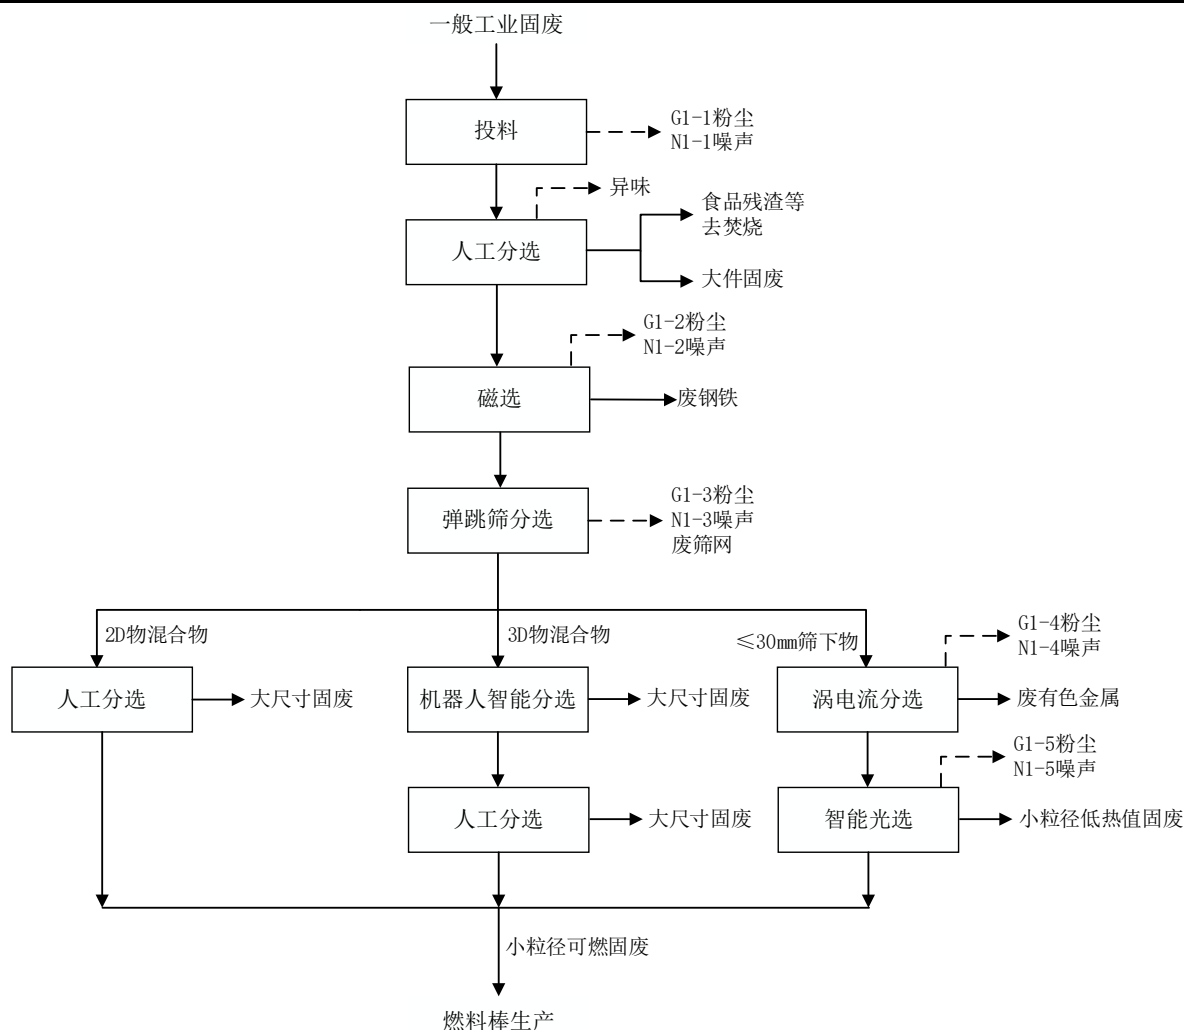 一般工业固废
投料
G1-1粉尘
N1-1噪声
异味
人工分选
食品残渣等
去焚烧
大件固废
G1-2粉尘
N1-2噪声
磁选
废钢铁
弹跳筛分选
G1-3粉尘
N1-3噪声
废筛网
2D物混合物
3D物混合物
≤30mm筛下物
G1-4粉尘
N1-4噪声
人工分选
大尺寸固废
机器人智能分选
大尺寸固废
涡电流分选
废有色金属
G1-5粉尘
N1-5噪声
人工分选
大尺寸固废
智能光选
小粒径低热值固废
小粒径可燃固废
燃料棒生产